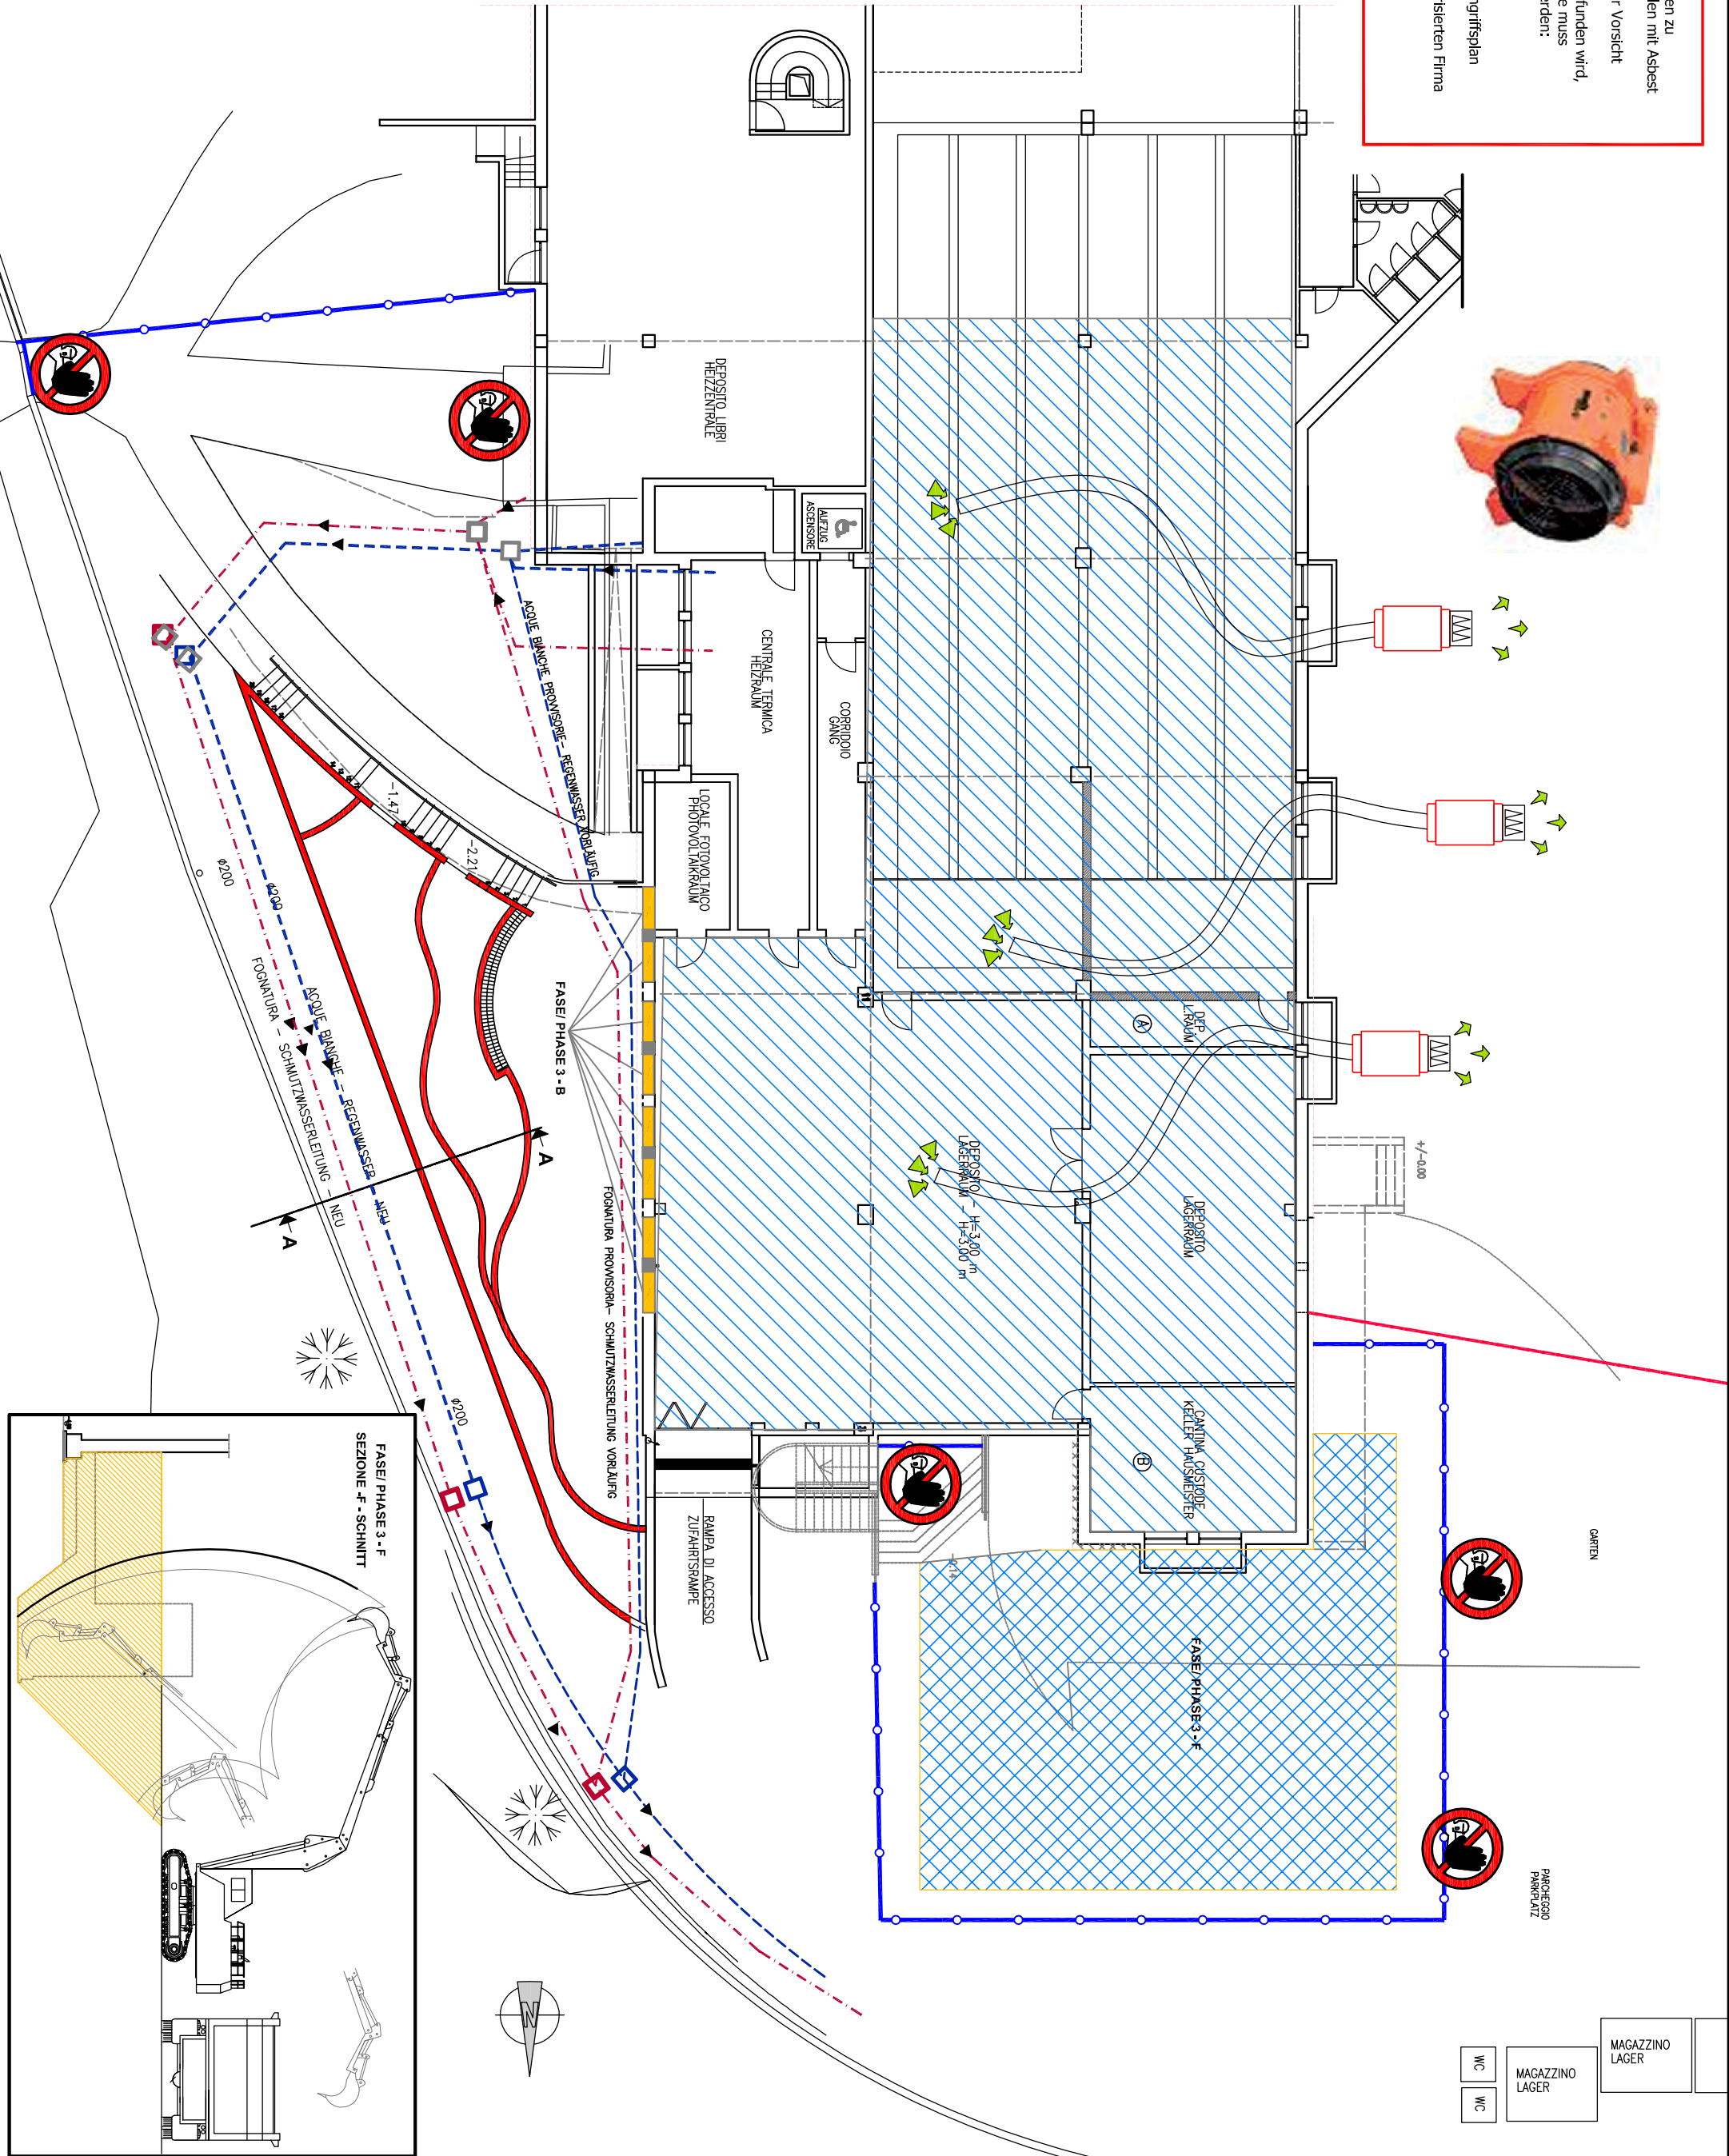 en zu
den mit Asbest
r Vorsicht
funden wird,
e muss
erden:
ngriffsplan
risierten Firma
DEPOSITO LIBRI
HEIZZENTRALE
AUFZUG
ASCENSORE
CENTRALE TERMICA
HEIZRAUM
CORRIDOIO
GANG
LOCALE FOTOVOLTAICO
PHOTOVOLTAIKRAUM
ACQUE BIANCHE PROVVISORIE- REGENWASSER VORLÄUFIG
-1.47
-2.21
ø200
ø200
FASE/ PHASE 3 - B
ACQUE BIANCHE - REGENWASSER - NEU
FOGNATURA - SCHMUTZWASSERLEITUNG - NEU
A
A
FOGNATURA PROVVISORIA- SCHMUTZWASSERLEITUNG VORLÄUFIG
DEP.
L.RAUM
A
DEPOSITO - H=3.00 m
LAGERRAUM - H=3.00 m
DEPOSITO
LAGERRAUM
CANTINA CUSTODE
KELLER HAUSMEISTER
B
+/-0.00
ø200
RAMPA DI ACCESSO
ZUFAHRTSRAMPE
GARTEN
FASE/ PHASE 3 - F
PARCHEGGIO
PARKPLATZ
FASE/ PHASE 3 - F
SEZIONE -F - SCHNITT
N
MAGAZZINO
LAGER
MAGAZZINO
LAGER
WC
WC